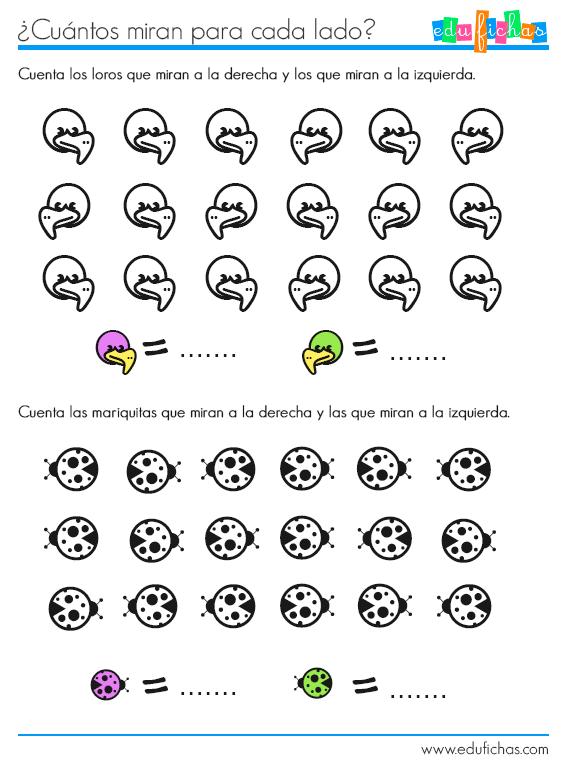 ¿Cuántos miran para cada lado?
edufichas
Cuenta los loros que miran a la derecha y los que miran a la izquierda.
= ....... = .......
Cuenta las mariquitas que miran a la derecha y las que miran a la izquierda.
= ....... = .......
www.edufichas.com